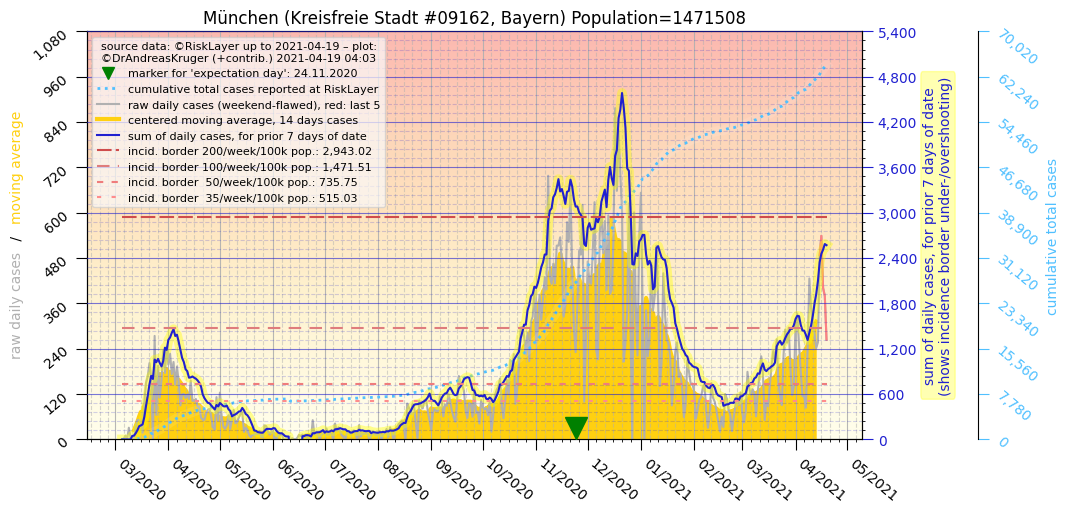 München (Kreisfreie Stadt #09162, Bayern) Population=1471508
source data: ©RiskLayer up to 2021-04-19 – plot:
©DrAndreasKruger (+contrib.) 2021-04-19 04:03
marker for 'expectation day': 24.11.2020
cumulative total cases reported at RiskLayer
raw daily cases (weekend-flawed), red: last 5
centered moving average, 14 days cases
sum of daily cases, for prior 7 days of date
incid. border 200/week/100k pop.: 2,943.02
incid. border 100/week/100k pop.: 1,471.51
incid. border 50/week/100k pop.: 735.75
incid. border 35/week/100k pop.: 515.03
raw daily cases / moving average
1,080
960
840
720
600
480
360
240
120
0
03/2020
04/2020
05/2020
06/2020
07/2020
08/2020
09/2020
10/2020
11/2020
12/2020
01/2021
02/2021
03/2021
04/2021
05/2021
5,400
4,800
4,200
3,600
3,000
2,400
1,800
1,200
600
0
sum of daily cases, for prior 7 days of date
(shows incidence border under-/overshooting)
70,020
62,240
54,460
46,680
38,900
31,120
23,340
15,560
7,780
0
cumulative total cases